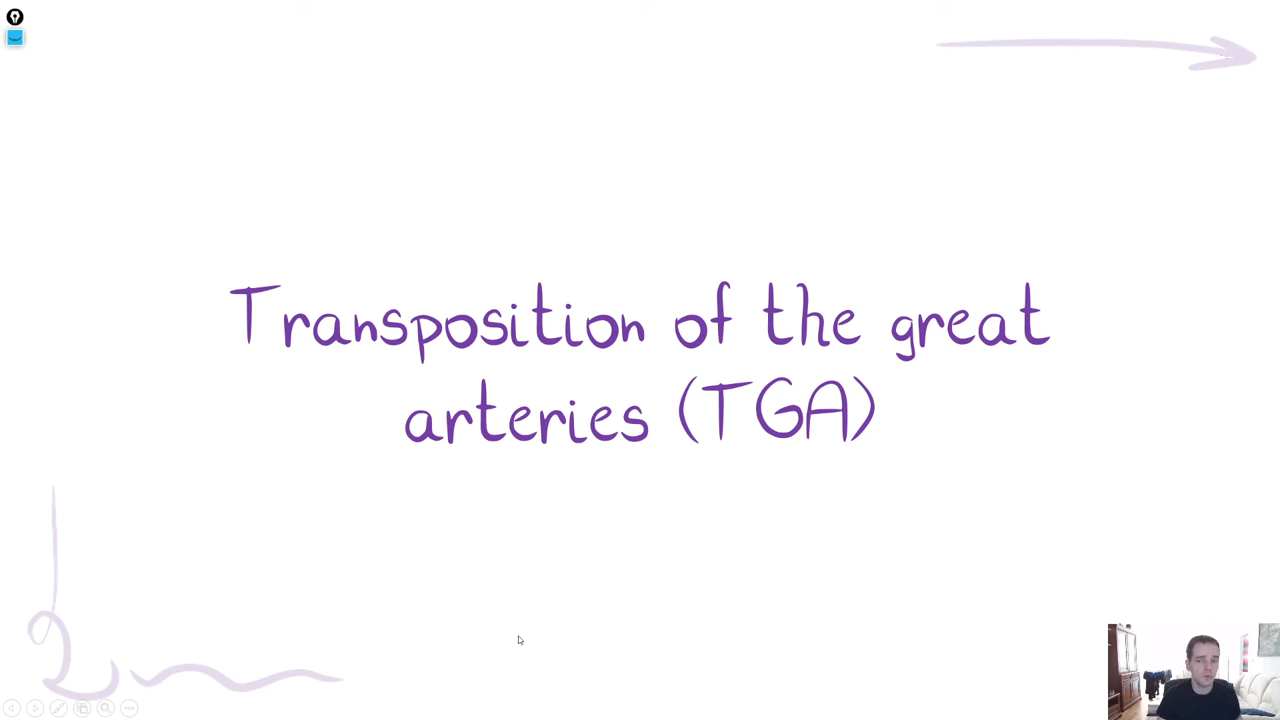 Transposition of the great
arteries (TGA)